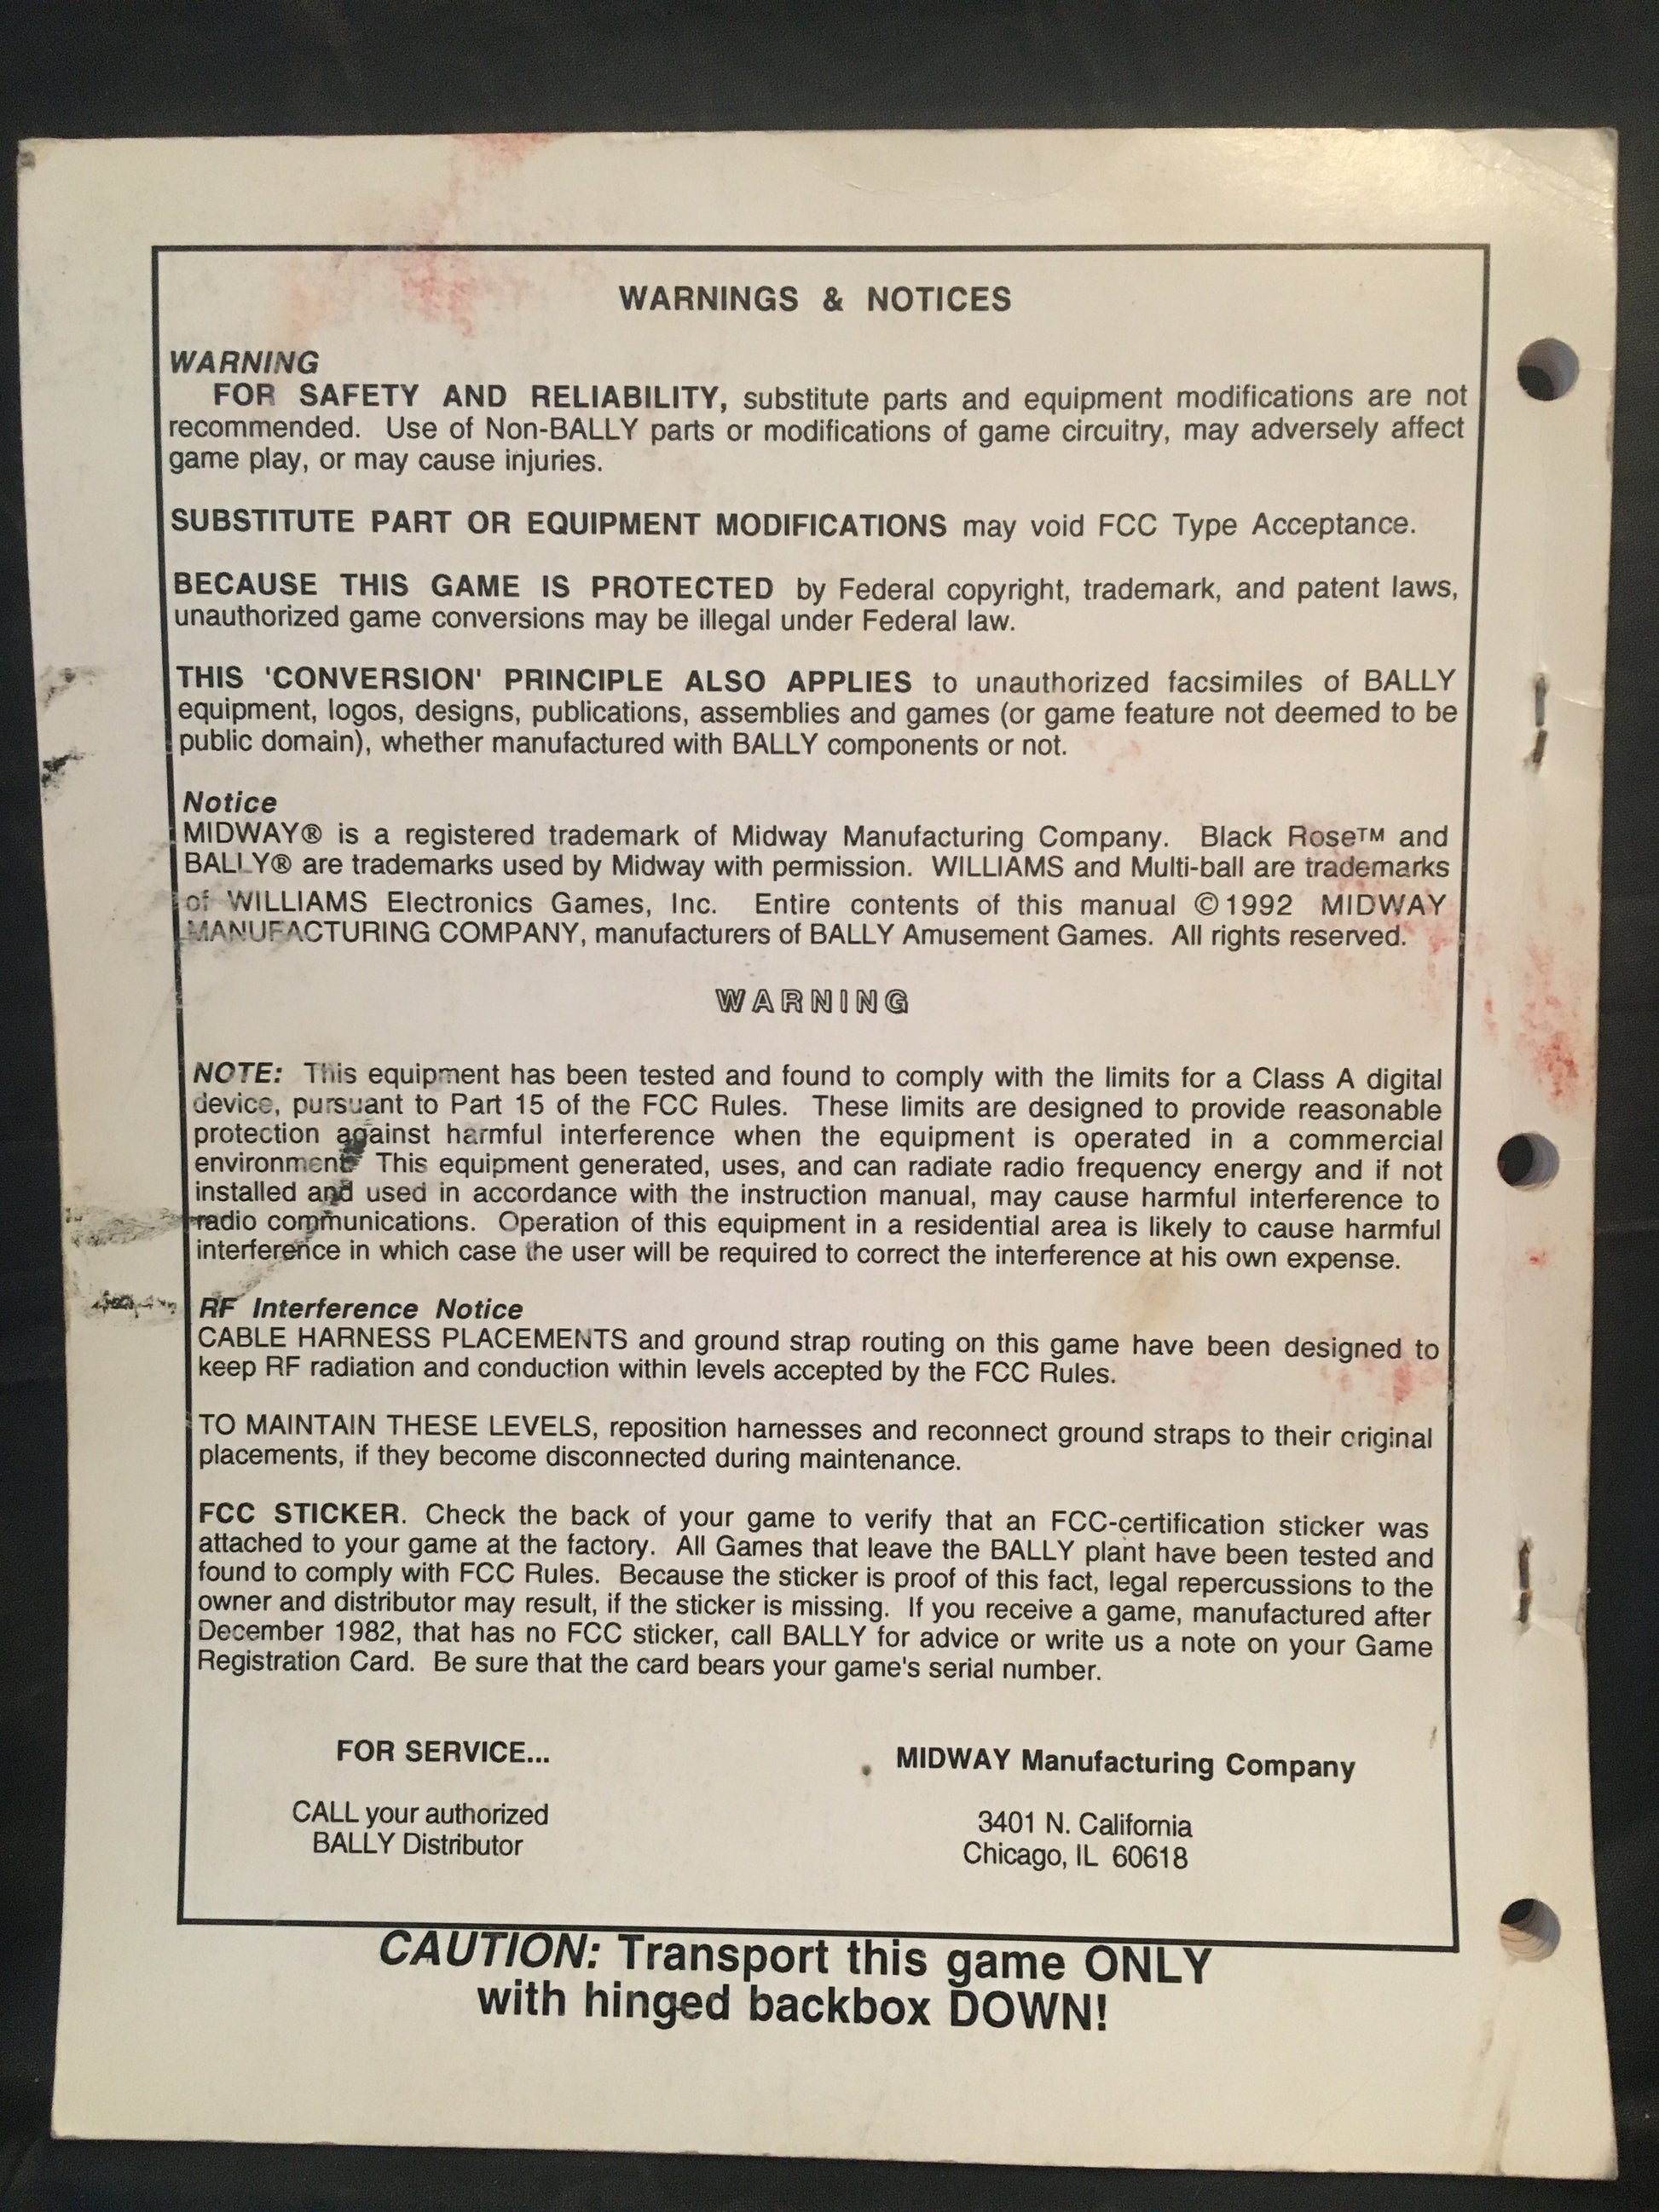 WARNINGS & NOTICES
WARNING
FOR SAFETY AND RELIABILITY, substitute parts and equipment modifications are not
recommended. Use of Non-BALLY parts or modifications of game circuitry, may adversely affect
game play, or may cause injuries.
SUBSTITUTE PART OR EQUIPMENT MODIFICATIONS may void FCC Type Acceptance.
BECAUSE THIS GAME IS PROTECTED by Federal copyright, trademark, and patent laws,
unauthorized game conversions may be illegal under Federal law.
THIS 'CONVERSION' PRINCIPLE ALSO APPLIES to unauthorized facsimiles of BALLY
equipment, logos, designs, publications, assemblies and games (or game feature not deemed to be
public domain), whether manufactured with BALLY components or not.
Notice
MIDWAY® is a registered trademark of Midway Manufacturing Company. Black Rose™ and
BALLY® are trademarks used by Midway with permission. WILLIAMS and Multi-ball are trademarks
of WILLIAMS Electronics Games, Inc. Entire contents of this manual ©1992 MIDWAY
MANUFACTURING COMPANY, manufacturers of BALLY Amusement Games. All rights reserved.
WARNING
NOTE: This equipment has been tested and found to comply with the limits for a Class A digital
device, pursuant to Part 15 of the FCC Rules. These limits are designed to provide reasonable
protection against harmful interference when the equipment is operated in a commercial
environment. This equipment generated, uses, and can radiate radio frequency energy and if not
installed and used in accordance with the instruction manual, may cause harmful interference to
radio communications. Operation of this equipment in a residential area is likely to cause harmful
interference in which case the user will be required to correct the interference at his own expense.
RF Interference Notice
CABLE HARNESS PLACEMENTS and ground strap routing on this game have been designed to
keep RF radiation and conduction within levels accepted by the FCC Rules.
TO MAINTAIN THESE LEVELS, reposition harnesses and reconnect ground straps to their original
placements, if they become disconnected during maintenance.
FCC STICKER. Check the back of your game to verify that an FCC-certification sticker was
attached to your game at the factory. All Games that leave the BALLY plant have been tested and
found to comply with FCC Rules. Because the sticker is proof of this fact, legal repercussions to the
owner and distributor may result, if the sticker is missing. If you receive a game, manufactured after
December 1982, that has no FCC sticker, call BALLY for advice or write us a note on your Game
Registration Card. Be sure that the card bears your game's serial number.
FOR SERVICE...
CALL your authorized
BALLY Distributor
MIDWAY Manufacturing Company
3401 N. California
Chicago, IL 60618
CAUTION: Transport this game ONLY
with hinged backbox DOWN!